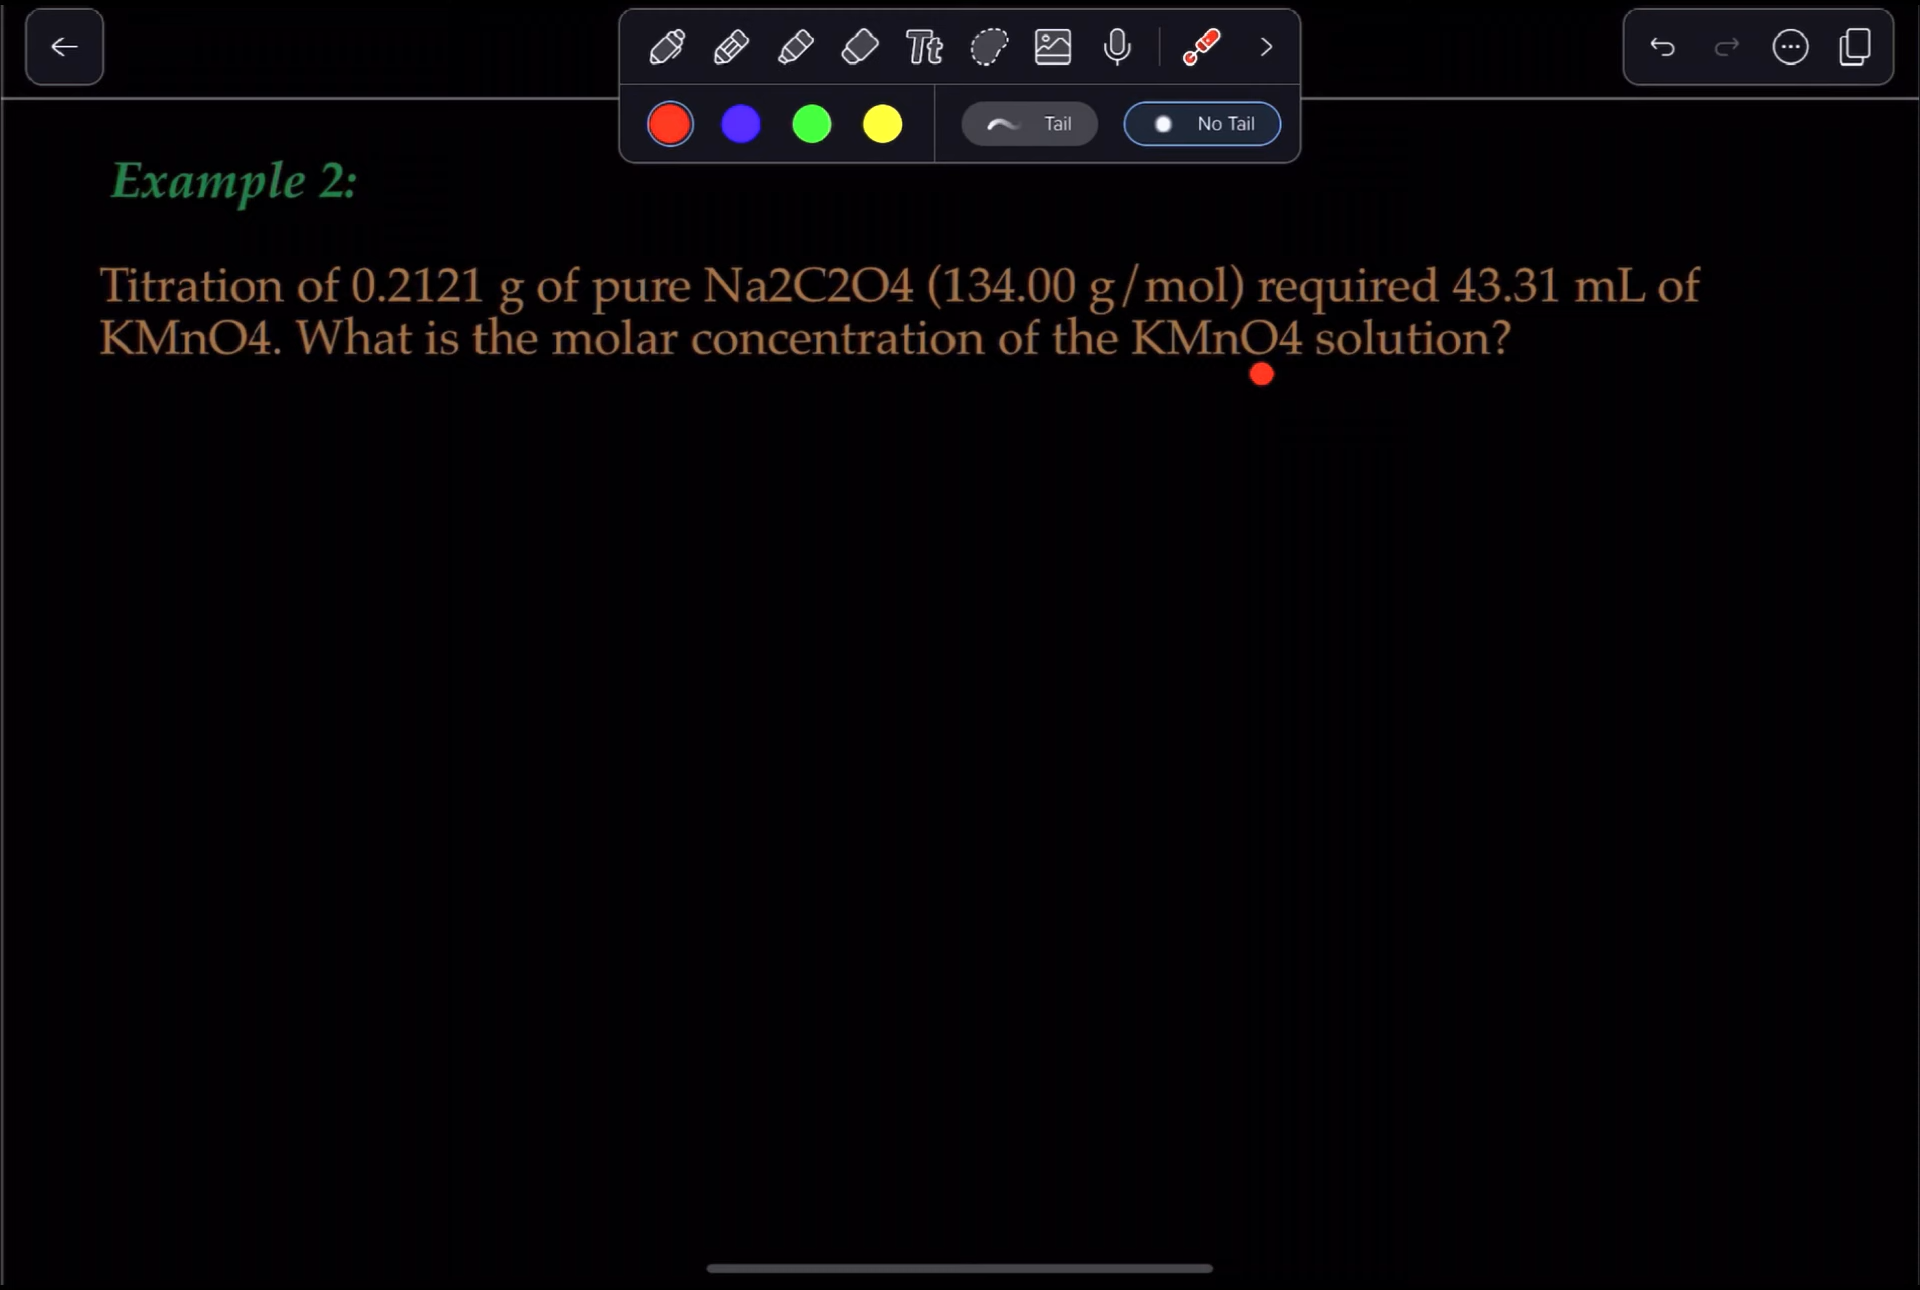 Tt
Tail
No Tail
Example 2:
Titration of 0.2121 g of pure Na2C2O4 (134.00 g/mol) required 43.31 mL of
KMnO4. What is the molar concentration of the KMnO4 solution?